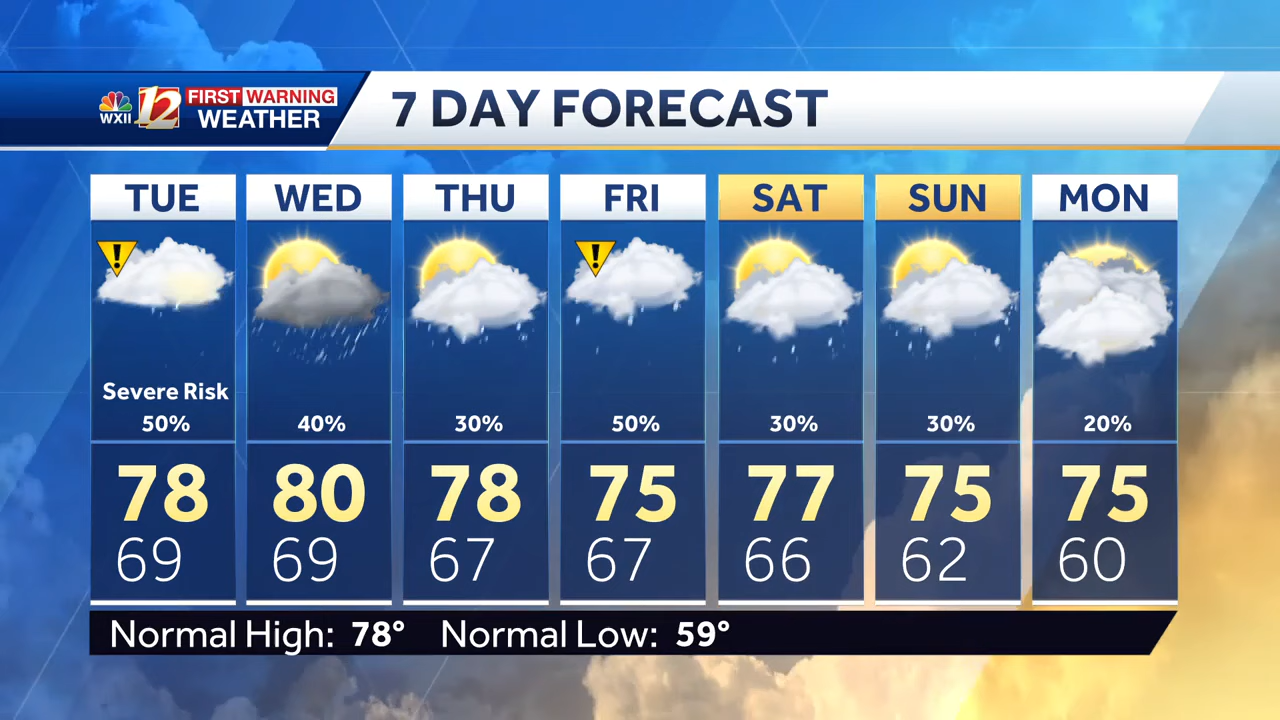 WXII 12 FIRST WARNING
WEATHER
7 DAY FORECAST
TUE WED THU FRI SAT SUN MON
! !
Severe Risk
50% 40% 30% 50% 30% 30% 20%
78 80 78 75 77 75 75
69 69 67 67 66 62 60
Normal High: 78° Normal Low: 59°